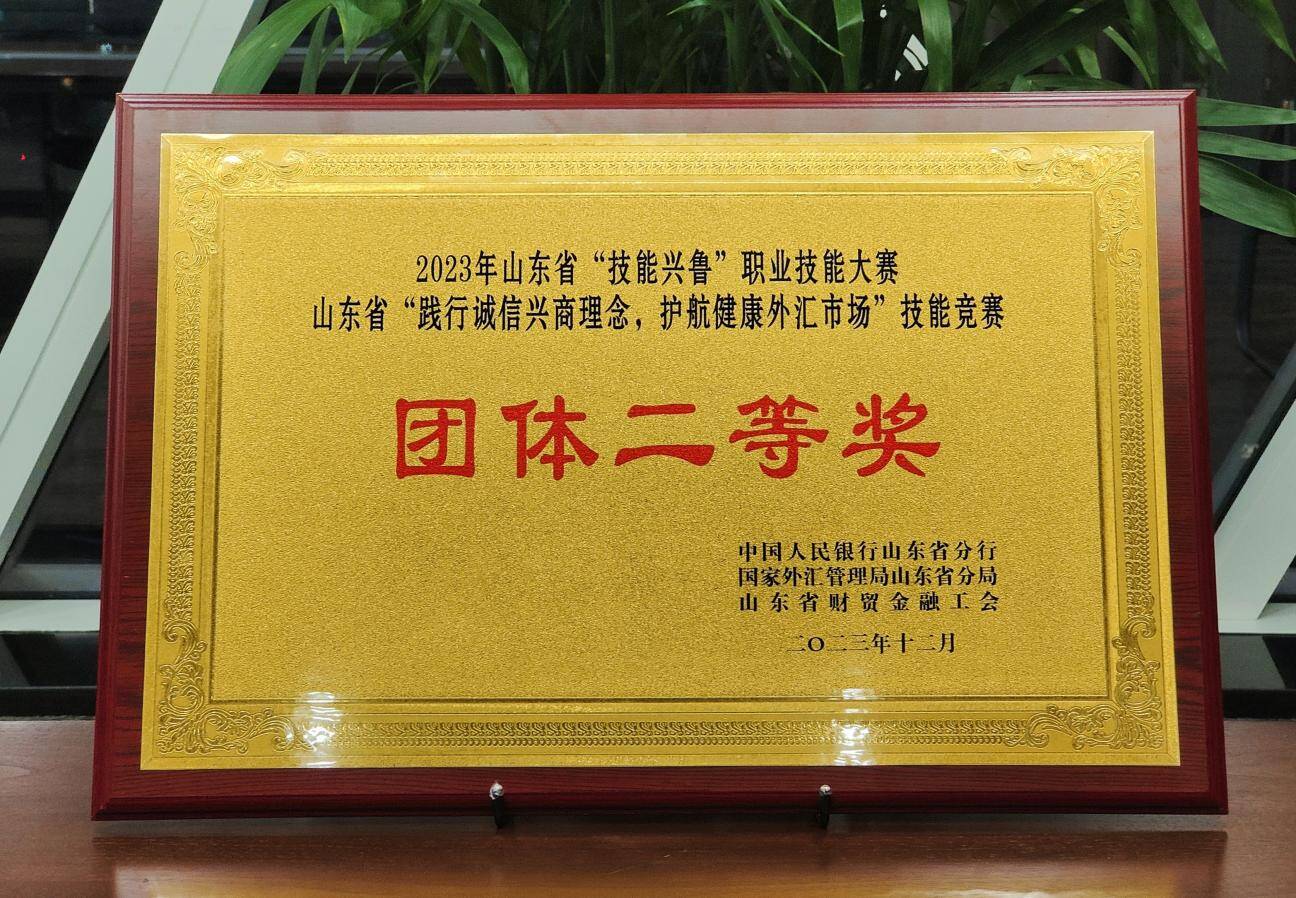 2023年山东省“技能兴鲁”职业技能大赛
山东省“践行诚信兴商理念，护航健康外汇市场”技能竞赛
团体二等奖
中国人民银行山东省分行
国家外汇管理局山东省分局
山东省财贸金融工会
二〇二三年十二月